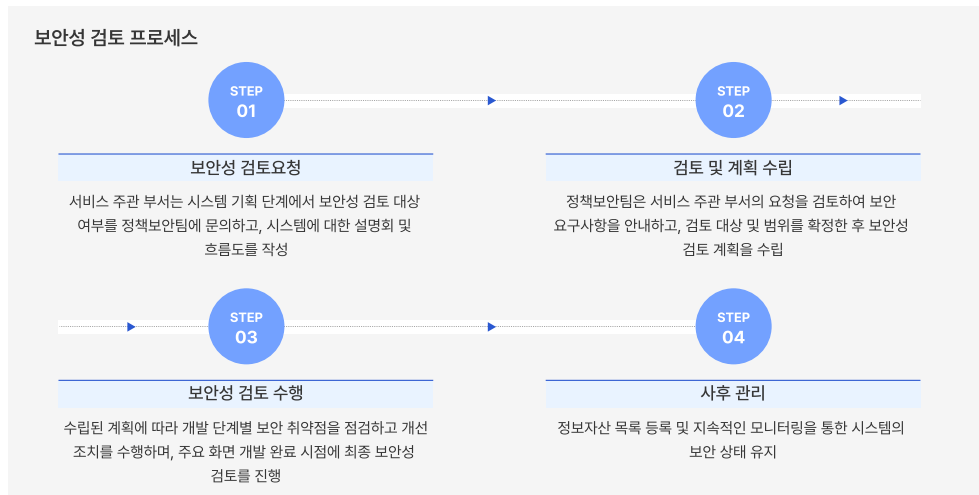 보안성 검토 프로세스
STEP
01
보안성 검토요청
서비스 주관 부서는 시스템 기획 단계에서 보안성 검토 대상
여부를 정책보안팀에 문의하고, 시스템에 대한 설명회 및
흐름도를 작성
STEP
02
검토 및 계획 수립
정책보안팀은 서비스 주관 부서의 요청을 검토하여 보안
요구사항을 안내하고, 검토 대상 및 범위를 확정한 후 보안성
검토 계획을 수립
STEP
03
보안성 검토 수행
수립된 계획에 따라 개발 단계별 보안 취약점을 점검하고 개선
조치를 수행하며, 주요 화면 개발 완료 시점에 최종 보안성
검토를 진행
STEP
04
사후 관리
정보자산 목록 등록 및 지속적인 모니터링을 통한 시스템의
보안 상태 유지